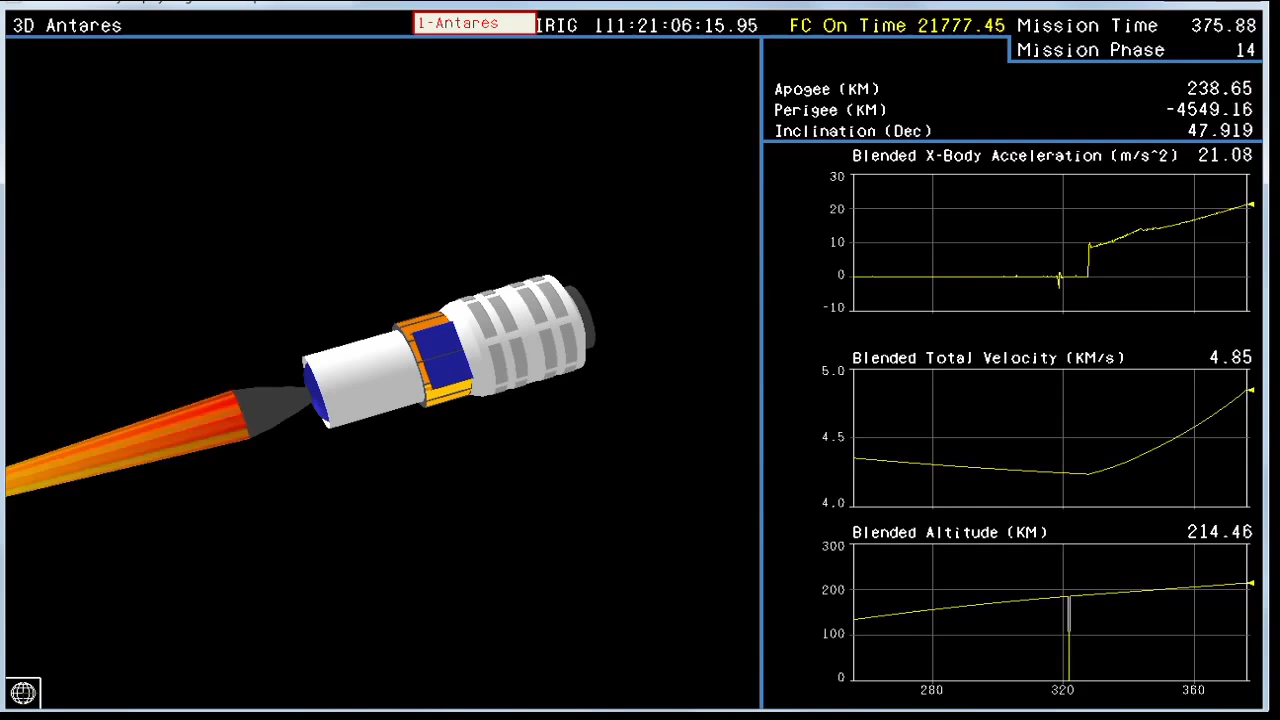 3D Antares
1-Antares
IRIG 111:21:06:15.95
FC On Time 21777.45
Mission Time 375.88
Mission Phase 14
Apogee (KM) 238.65
Perigee (KM) -4549.16
Inclination (Dec) 47.919
Blended X-Body Acceleration (m/s^2) 21.08
30
20
10
0
-10
Blended Total Velocity (KM/s) 4.85
5.0
4.5
4.0
Blended Altitude (KM) 214.46
300
200
100
0
280 320 360